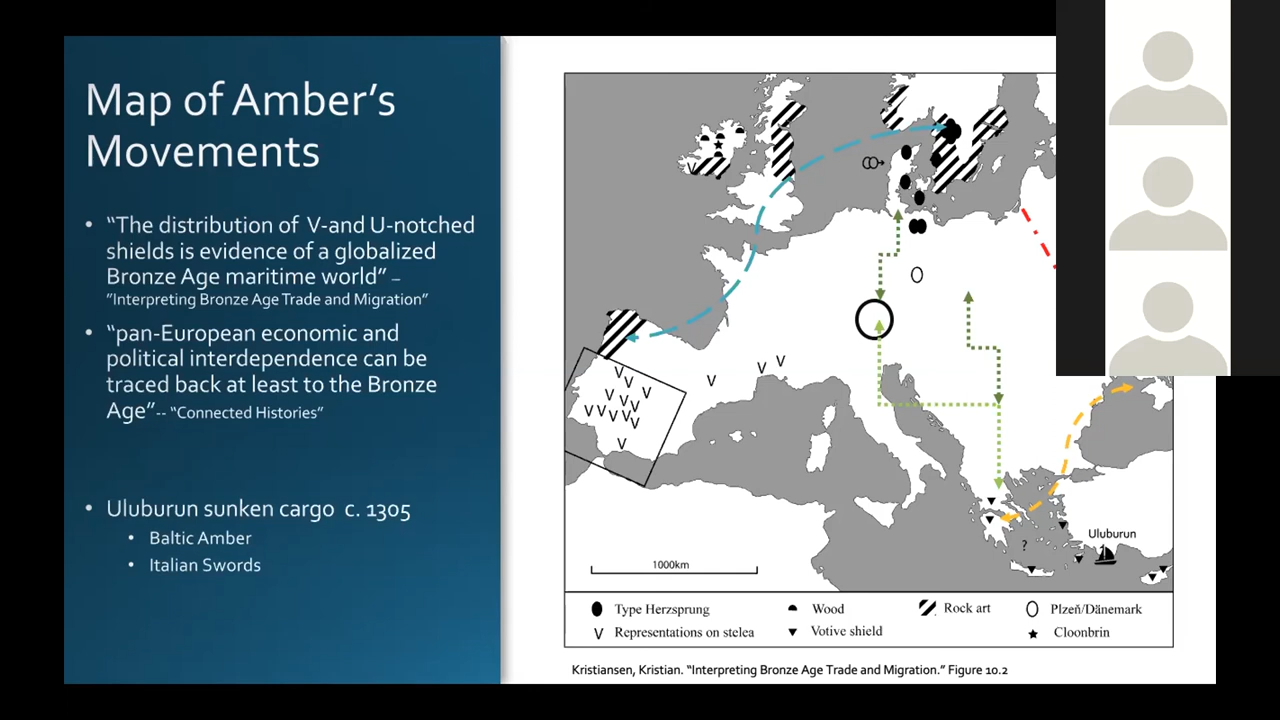 Map of Amber’s
Movements
• “The distribution of V-and U-notched
shields is evidence of a globalized
Bronze Age maritime world” –
”Interpreting Bronze Age Trade and Migration”
• “pan-European economic and
political interdependence can be
traced back at least to the Bronze
Age”-- “Connected Histories”
• Uluburun sunken cargo c. 1305
• Baltic Amber
• Italian Swords
Uluburun
?
1000km
Type Herzsprung
Wood
Rock art
Plzeň/Dänemark
Representations on stelea
Votive shield
Cloonbrin
Kristiansen, Kristian. “Interpreting Bronze Age Trade and Migration.” Figure 10.2